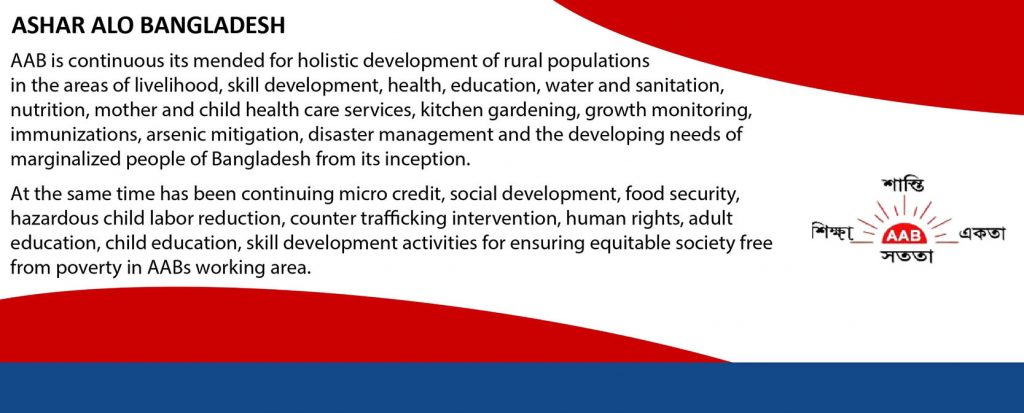 ASHAR ALO BANGLADESH
AAB is continuous its mended for holistic development of rural populations
in the areas of livelihood, skill development, health, education, water and sanitation,
nutrition, mother and child health care services, kitchen gardening, growth monitoring,
immunizations, arsenic mitigation, disaster management and the developing needs of
marginalized people of Bangladesh from its inception.
At the same time has been continuing micro credit, social development, food security,
hazardous child labor reduction, counter trafficking intervention, human rights, adult
education, child education, skill development activities for ensuring equitable society free
from poverty in AABs working area.
শান্তি
শিক্ষা AAB একতা
সততা